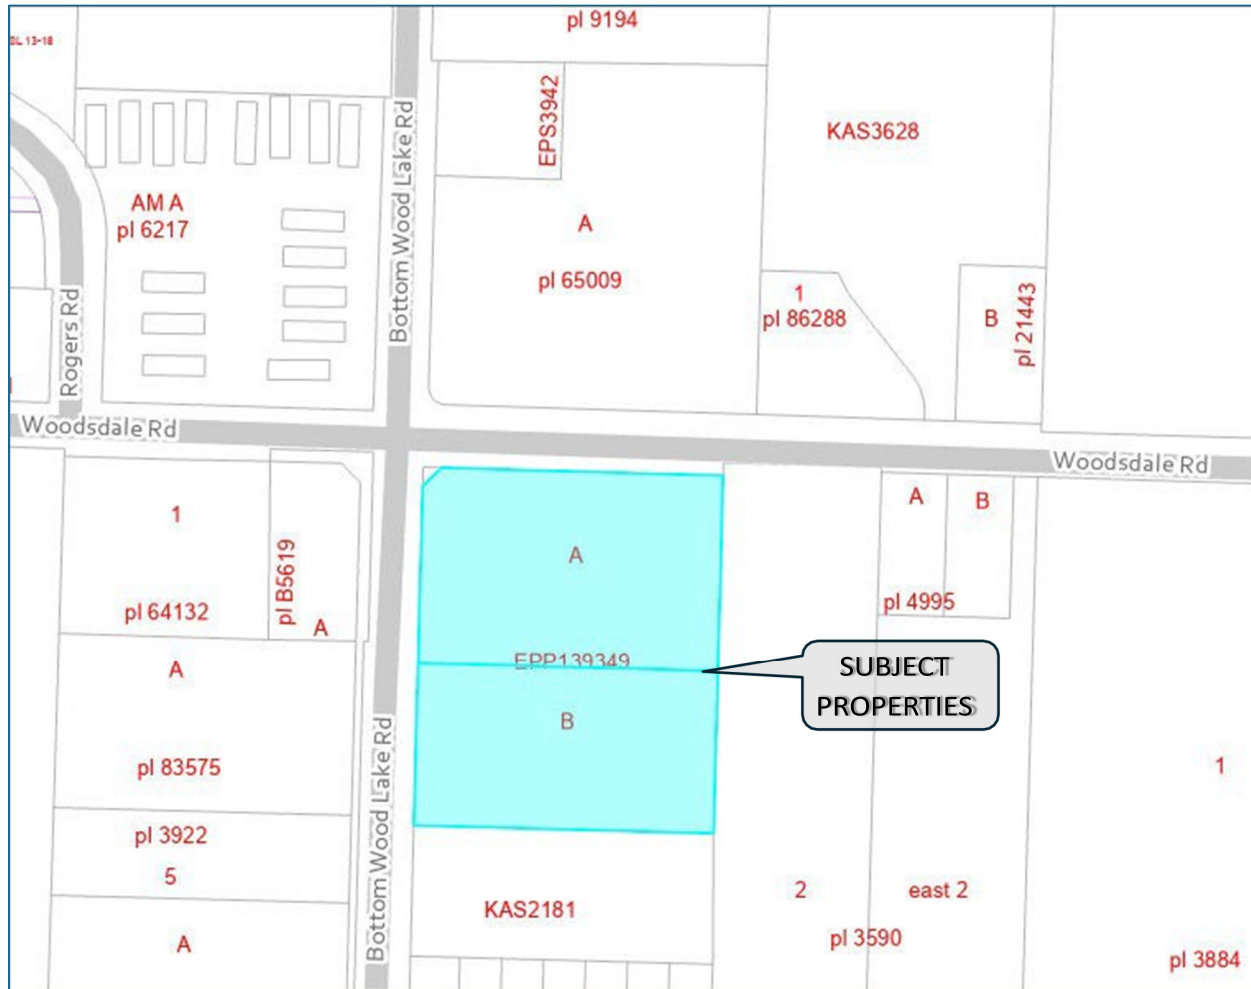 pl 9194
BL 13-18
EPS3942
KAS3628
Bottom Wood Lake Rd
AM A
pl 6217
A
pl 65009
1
pl 86288
B
pl 21443
Rogers Rd
Woodsdale Rd
Woodsdale Rd
1
pl B5619
pl 64132
A
A
EPP139349
A
B
pl 4995
SUBJECT
PROPERTIES
A
pl 83575
B
Bottom Wood Lake Rd
1
pl 3922
5
A
KAS2181
2
east 2
pl 3590
pl 3884